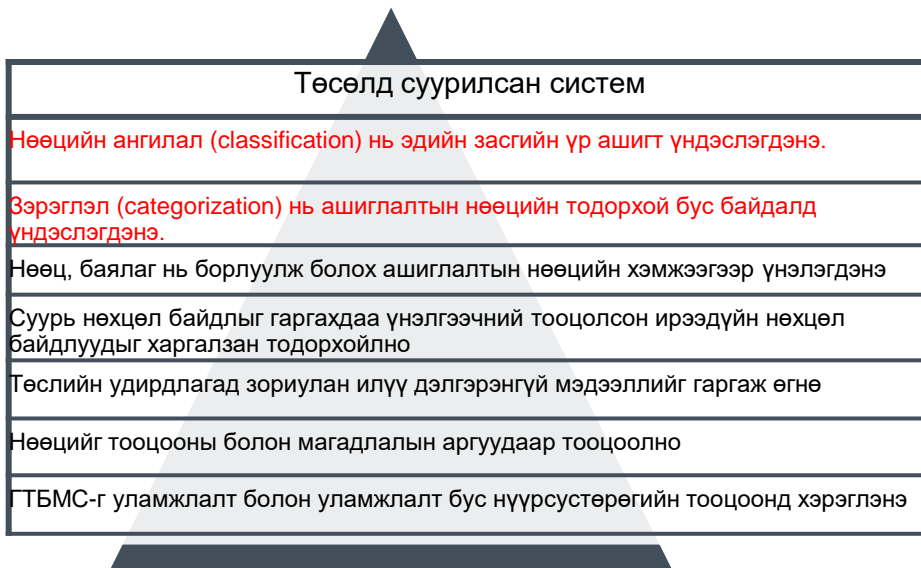 Төсөлд суурилсан систем
Нөөцийн ангилал (classification) нь эдийн засгийн үр ашигт үндэслэгдэнэ.
Зэрэглэл (categorization) нь ашиглалтын нөөцийн тодорхой бус байдалд
үндэслэгдэнэ.
Нөөц, баялаг нь борлуулж болох ашиглалтын нөөцийн хэмжээгээр үнэлэгдэнэ
Суурь нөхцөл байдлыг гаргахдаа үнэлгээчний тооцолсон ирээдүйн нөхцөл
байдлуудыг харгалзан тодорхойлно
Төслийн удирдлагад зориулан илүү дэлгэрэнгүй мэдээллийг гаргаж өгнө
Нөөцийг тооцооны болон магадлалын аргуудаар тооцоолно
ГТБМС-г уламжлалт болон уламжлалт бус нүүрсустөрөгийн тооцоонд хэрэглэнэ